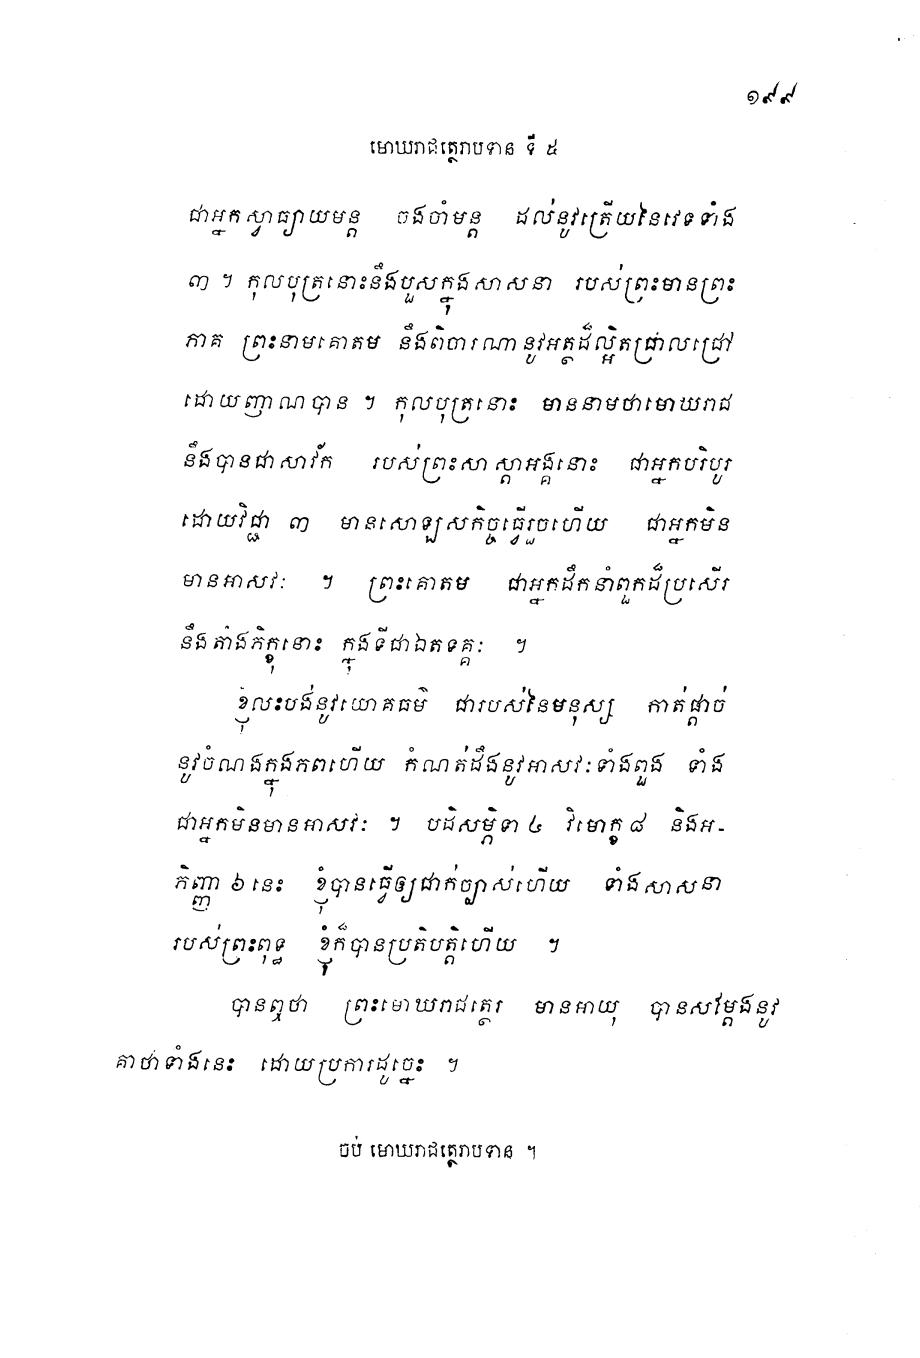 ១៩៩
មោឃរាជត្ថេរាបទាន ទី ៥
ជាអ្នកស្វាធ្យាយមន្ត ចងចាំមន្ត ដល់នូវត្រើយនៃវេទទាំង
៣ ។ កុលបុត្រនោះនឹងបួសក្នុងសាសនា របស់ព្រះមានព្រះ
ភាគ ព្រះនាមគោតម នឹងពិចារណានូវអត្ថដ៏ល្អិតជ្រាលជ្រៅ
ដោយញាណបាន ។ កុលបុត្រនោះ មាននាមថាមោឃរាជ
នឹងបានជាសាវ័ក របស់ព្រះសាស្តាអង្គនោះ ជាអ្នកបរិបូរ
ដោយវិជ្ជា ៣ មានសោឡសកិច្ចធ្វើរួចហើយ ជាអ្នកមិន
មានអាសវៈ ។ ព្រះគោតម ជាអ្នកដឹកនាំពួកដ៏ប្រសើរ
នឹងតាំងភិក្ខុនោះ ក្នុងទីជាឯតទគ្គៈ ។
ខ្ញុំលះបង់នូវយោគធម៌ ជារបស់នៃមនុស្ស កាត់ផ្តាច់
នូវចំណងក្នុងភពហើយ កំណត់ដឹងនូវអាសវៈទាំងពួង ទាំង
ជាអ្នកមិនមានអាសវៈ ។ បដិសម្ភិទា ៤ វិមោក្ខ ៨ និងអ-
ភិញ្ញា ៦ នេះ ខ្ញុំបានធ្វើឲ្យជាក់ច្បាស់ហើយ ទាំងសាសនា
របស់ព្រះពុទ្ធ ខ្ញុំក៏បានប្រតិបត្តិហើយ ។
បានឮថា ព្រះមោឃរាជត្ថេរ មានអាយុ បានសម្តែងនូវ
គាថាទាំងនេះ ដោយប្រការដូច្នេះ ។
ចប់ មោឃរាជត្ថេរាបទាន ។